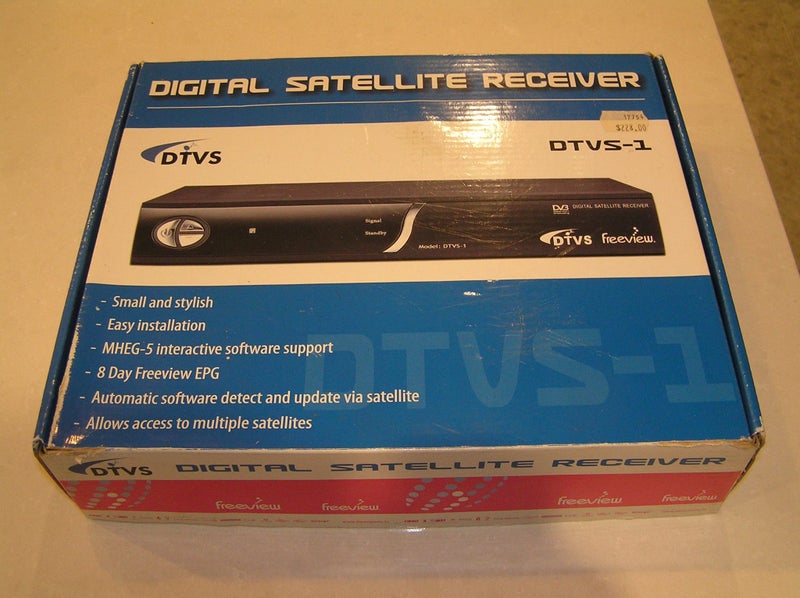 DIGITAL SATELLITE RECEIVER
17754
$224.00
DTVS
DTVS-1
Signal
Standby
Model: DTVS-1
DVB
DIGITAL SATELLITE RECEIVER
DTVS freeview
- Small and stylish
- Easy installation
- MHEG-5 interactive software support
- 8 Day Freeview EPG
- Automatic software detect and update via satellite
- Allows access to multiple satellites
DTVS-1
DTVS DIGITAL SATELLITE RECEIVER
freeview freeview freeview freeview